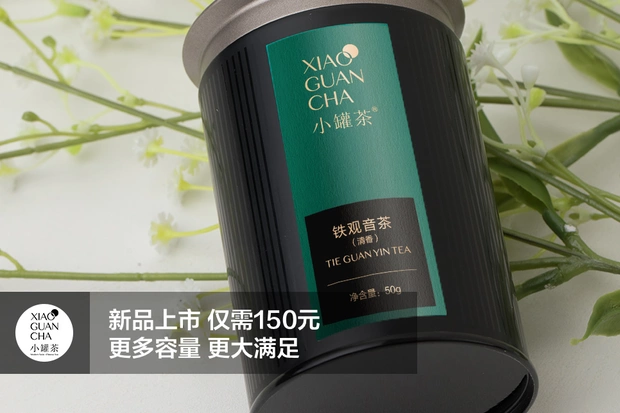 XIAO
GUAN
CHA
小罐茶®
铁观音茶
(清香)
TIE GUAN YIN TEA
净含量: 50g
XIAO
GUAN
CHA
小罐茶
新品上市 仅需150元
更多容量 更大满足